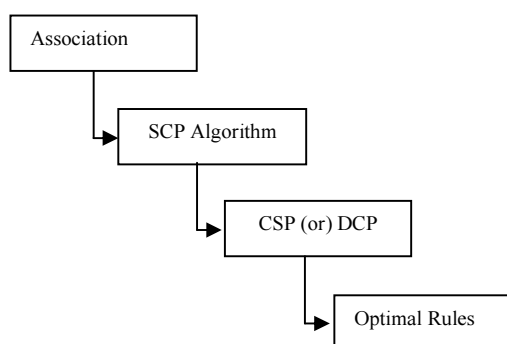 Association
SCP Algorithm
CSP (or) DCP
Optimal Rules